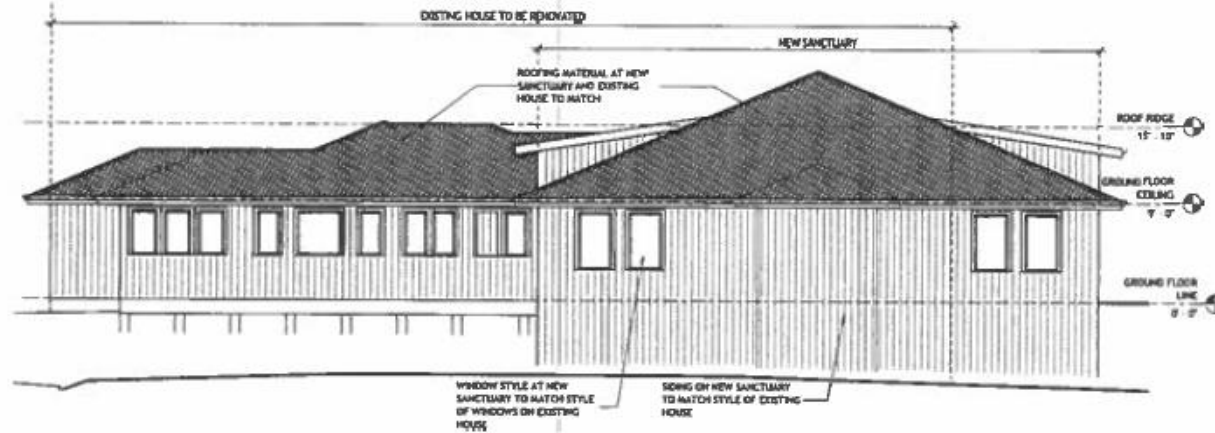 EXISTING HOUSE TO BE RENOVATED
NEW SANCTUARY
ROOFING MATERIAL AT NEW
SANCTUARY AND EXISTING
HOUSE TO MATCH
ROOF RIDGE
15' - 10"
GROUND FLOOR
CEILING
9' - 0"
GROUND FLOOR
LINE
0' - 0"
WINDOW STYLE AT NEW
SANCTUARY TO MATCH STYLE
OF WINDOWS ON EXISTING
HOUSE
SIDING ON NEW SANCTUARY
TO MATCH STYLE OF EXISTING
HOUSE